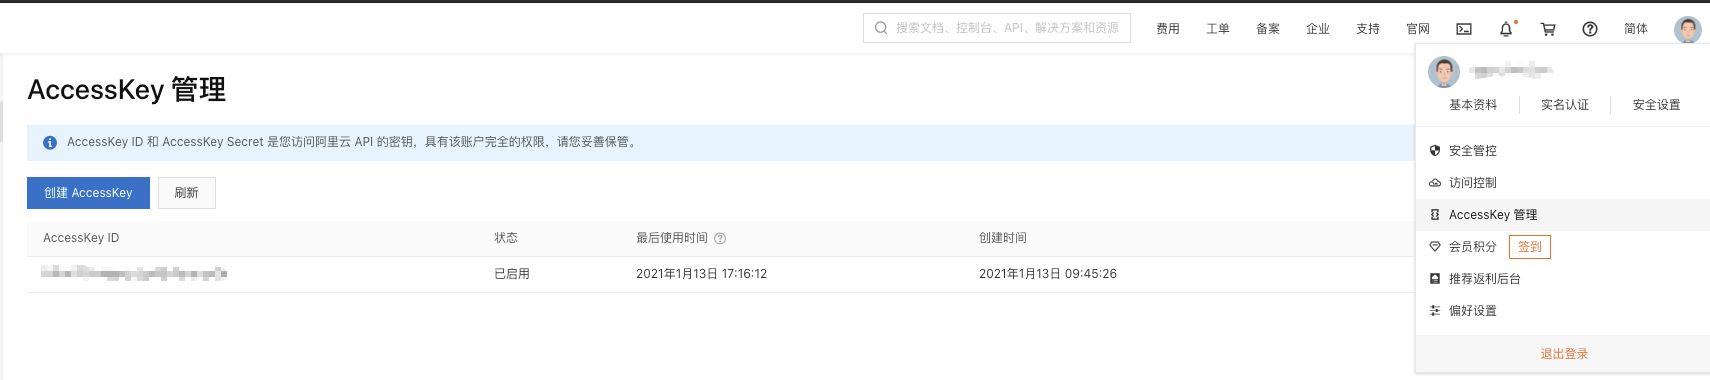 搜索文档、控制台、API、解决方案和资源 费用 工单 备案 企业 支持 官网 简体
AccessKey 管理
AccessKey ID 和 AccessKey Secret 是您访问阿里云 API 的密钥，具有该账户完全的权限，请您妥善保管。
创建 AccessKey 刷新
AccessKey ID 状态 最后使用时间 创建时间
已启用 2021年1月13日 17:16:12 2021年1月13日 09:45:26
基本资料 实名认证 安全设置
安全管控
访问控制
AccessKey 管理
会员积分 签到
推荐返利后台
偏好设置
退出登录